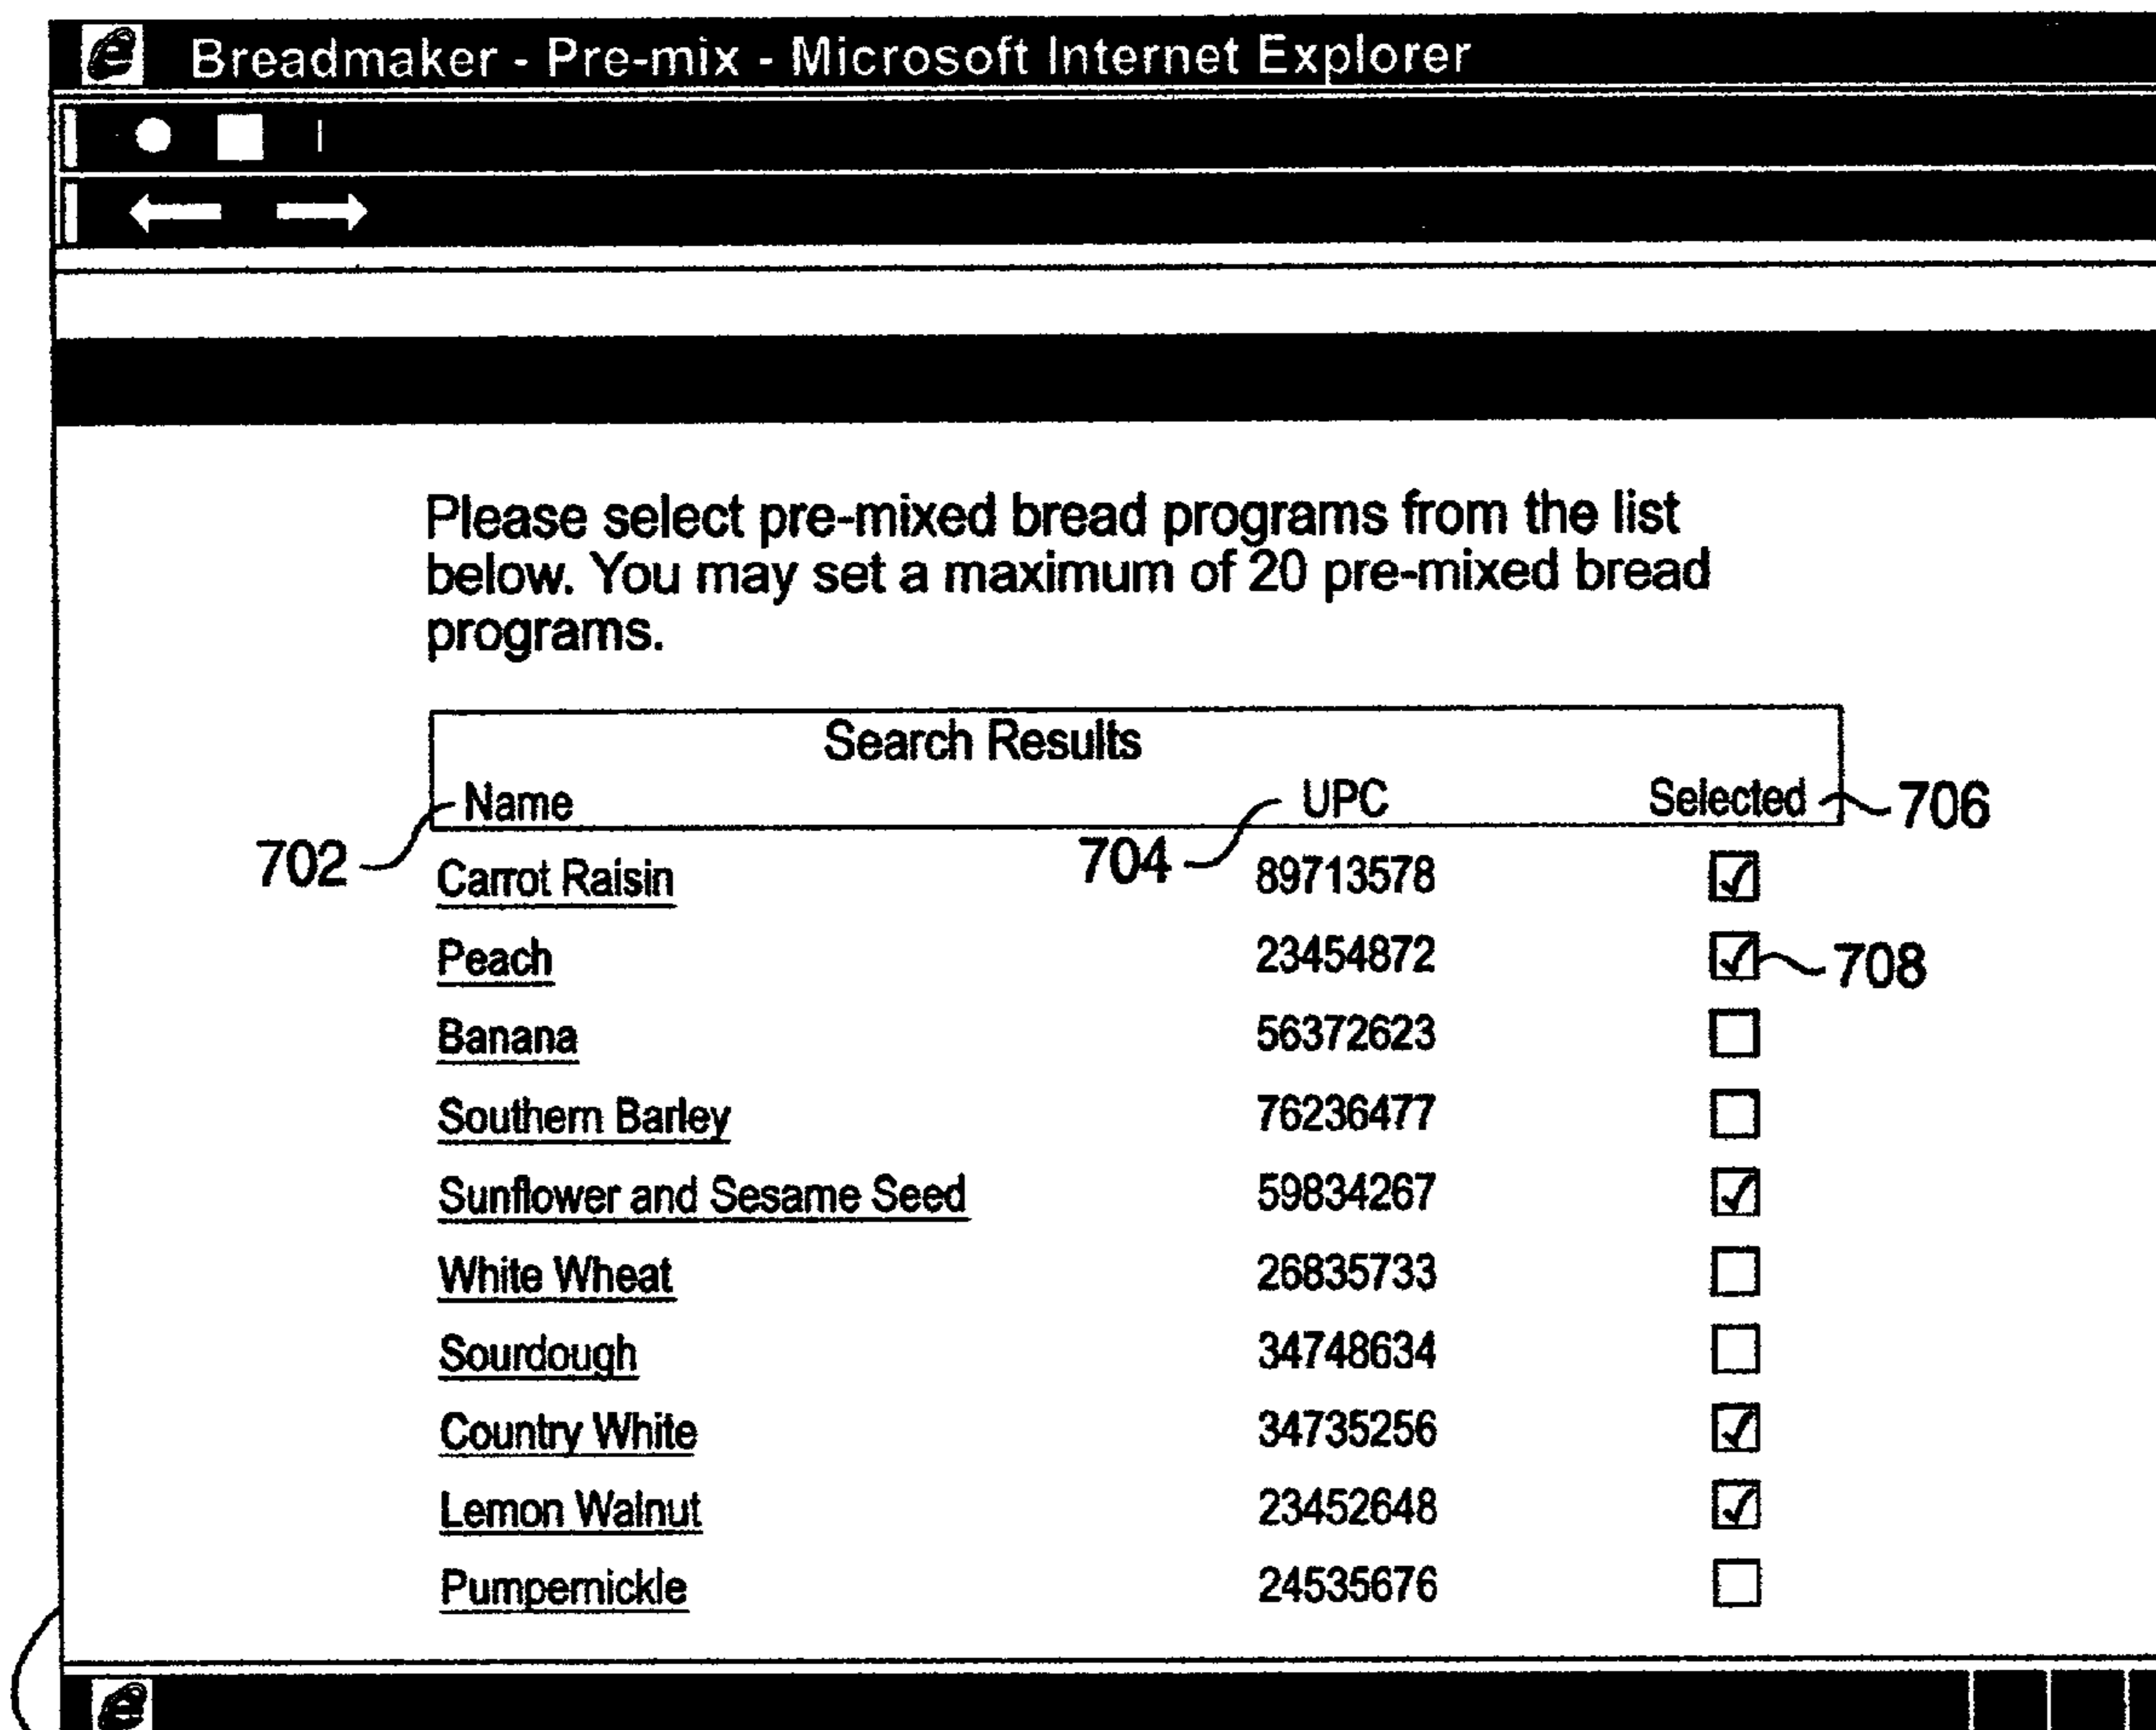 Breadmaker - Pre-mix - Microsoft Internet Explorer
Please select pre-mixed bread programs from the list
below. You may set a maximum of 20 pre-mixed bread
programs.
Search Results
Name UPC Selected 706
702 704
Carrot Raisin 89713578
Peach 23454872 708
Banana 56372623
Southern Barley 76236477
Sunflower and Sesame Seed 59834267
White Wheat 26835733
Sourdough 34748634
Country White 34735256
Lemon Walnut 23452648
Pumpernickle 24535676